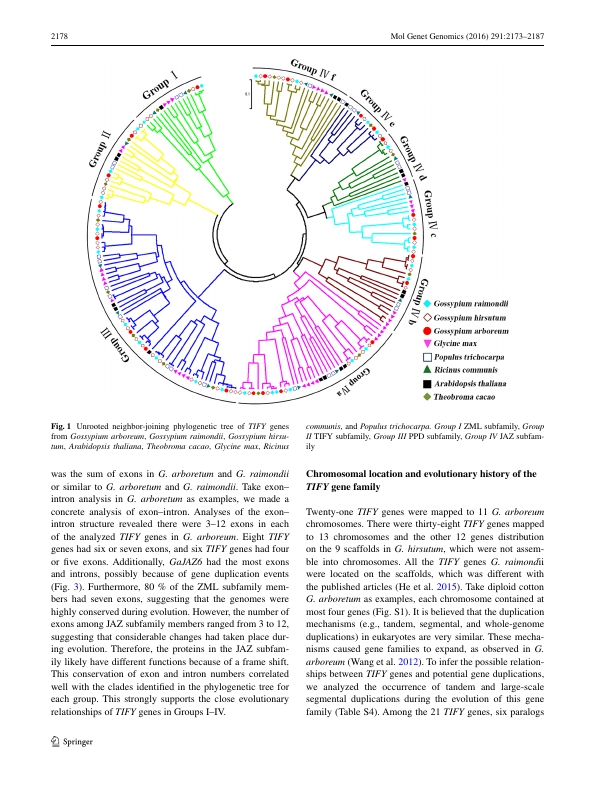 2178
Mol Genet Genomics (2016) 291:2173–2187
Group I
Group IV f
Group IV e
Group IV d
Group IV c
Group IV b
Group IV a
Group III
Group II
0.1
Gossypium raimondii
Gossypium hirsutum
Gossypium arboreum
Glycine max
Populus trichocarpa
Ricinus communis
Arabidopsis thaliana
Theobroma cacao
Fig. 1 Unrooted neighbor-joining phylogenetic tree of TIFY genes
from Gossypium arboreum, Gossypium raimondii, Gossypium hirsu-
tum, Arabidopsis thaliana, Theobroma cacao, Glycine max, Ricinus
communis, and Populus trichocarpa. Group I ZML subfamily, Group
II TIFY subfamily, Group III PPD subfamily, Group IV JAZ subfam-
ily
was the sum of exons in G. arboretum and G. raimondii
or similar to G. arboretum and G. raimondii. Take exon–
intron analysis in G. arboretum as examples, we made a
concrete analysis of exon–intron. Analyses of the exon–
intron structure revealed there were 3–12 exons in each
of the analyzed TIFY genes in G. arboreum. Eight TIFY
genes had six or seven exons, and six TIFY genes had four
or five exons. Additionally, GaJAZ6 had the most exons
and introns, possibly because of gene duplication events
(Fig. 3). Furthermore, 80 % of the ZML subfamily mem-
bers had seven exons, suggesting that the genomes were
highly conserved during evolution. However, the number of
exons among JAZ subfamily members ranged from 3 to 12,
suggesting that considerable changes had taken place dur-
ing evolution. Therefore, the proteins in the JAZ subfam-
ily likely have different functions because of a frame shift.
This conservation of exon and intron numbers correlated
well with the clades identified in the phylogenetic tree for
each group. This strongly supports the close evolutionary
relationships of TIFY genes in Groups I–IV.
Chromosomal location and evolutionary history of the
TIFY gene family
Twenty-one TIFY genes were mapped to 11 G. arboreum
chromosomes. There were thirty-eight TIFY genes mapped
to 13 chromosomes and the other 12 genes distribution
on the 9 scaffolds in G. hirsutum, which were not assem-
ble into chromosomes. All the TIFY genes G. raimondii
were located on the scaffolds, which was different with
the published articles (He et al. 2015). Take diploid cotton
G. arboretum as examples, each chromosome contained at
most four genes (Fig. S1). It is believed that the duplication
mechanisms (e.g., tandem, segmental, and whole-genome
duplications) in eukaryotes are very similar. These mecha-
nisms caused gene families to expand, as observed in G.
arboreum (Wang et al. 2012). To infer the possible relation-
ships between TIFY genes and potential gene duplications,
we analyzed the occurrence of tandem and large-scale
segmental duplications during the evolution of this gene
family (Table S4). Among the 21 TIFY genes, six paralogs
Springer